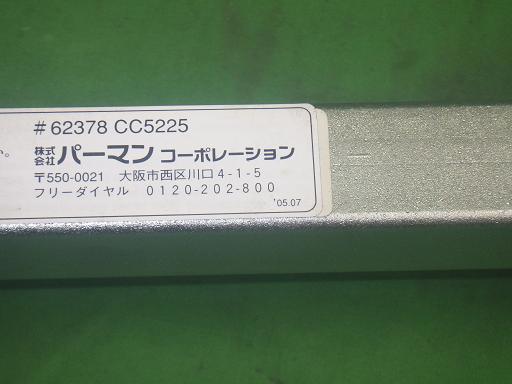 #62378 CC5225
か。
株式会社 パーマン コーポレーション
〒550-0021 大阪市西区川口4-1-5
フリーダイヤル 0120-202-800
'05.07